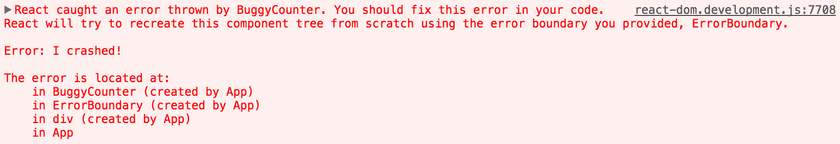 ▶React caught an error thrown by BuggyCounter. You should fix this error in your code. react-dom.development.js:7708
React will try to recreate this component tree from scratch using the error boundary you provided, ErrorBoundary.
Error: I crashed!
The error is located at:
in BuggyCounter (created by App)
in ErrorBoundary (created by App)
in div (created by App)
in App